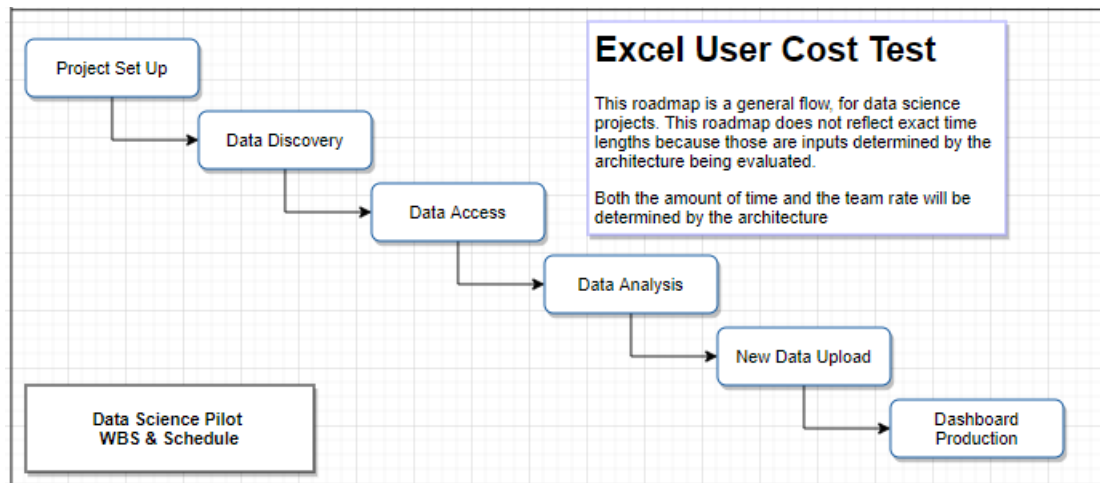 Project Set Up
Excel User Cost Test
This roadmap is a general flow, for data science
projects. This roadmap does not reflect exact time
lengths because those are inputs determined by the
architecture being evaluated.
Both the amount of time and the team rate will be
determined by the architecture
Data Discovery
Data Access
Data Analysis
New Data Upload
Dashboard
Production
Data Science Pilot
WBS & Schedule